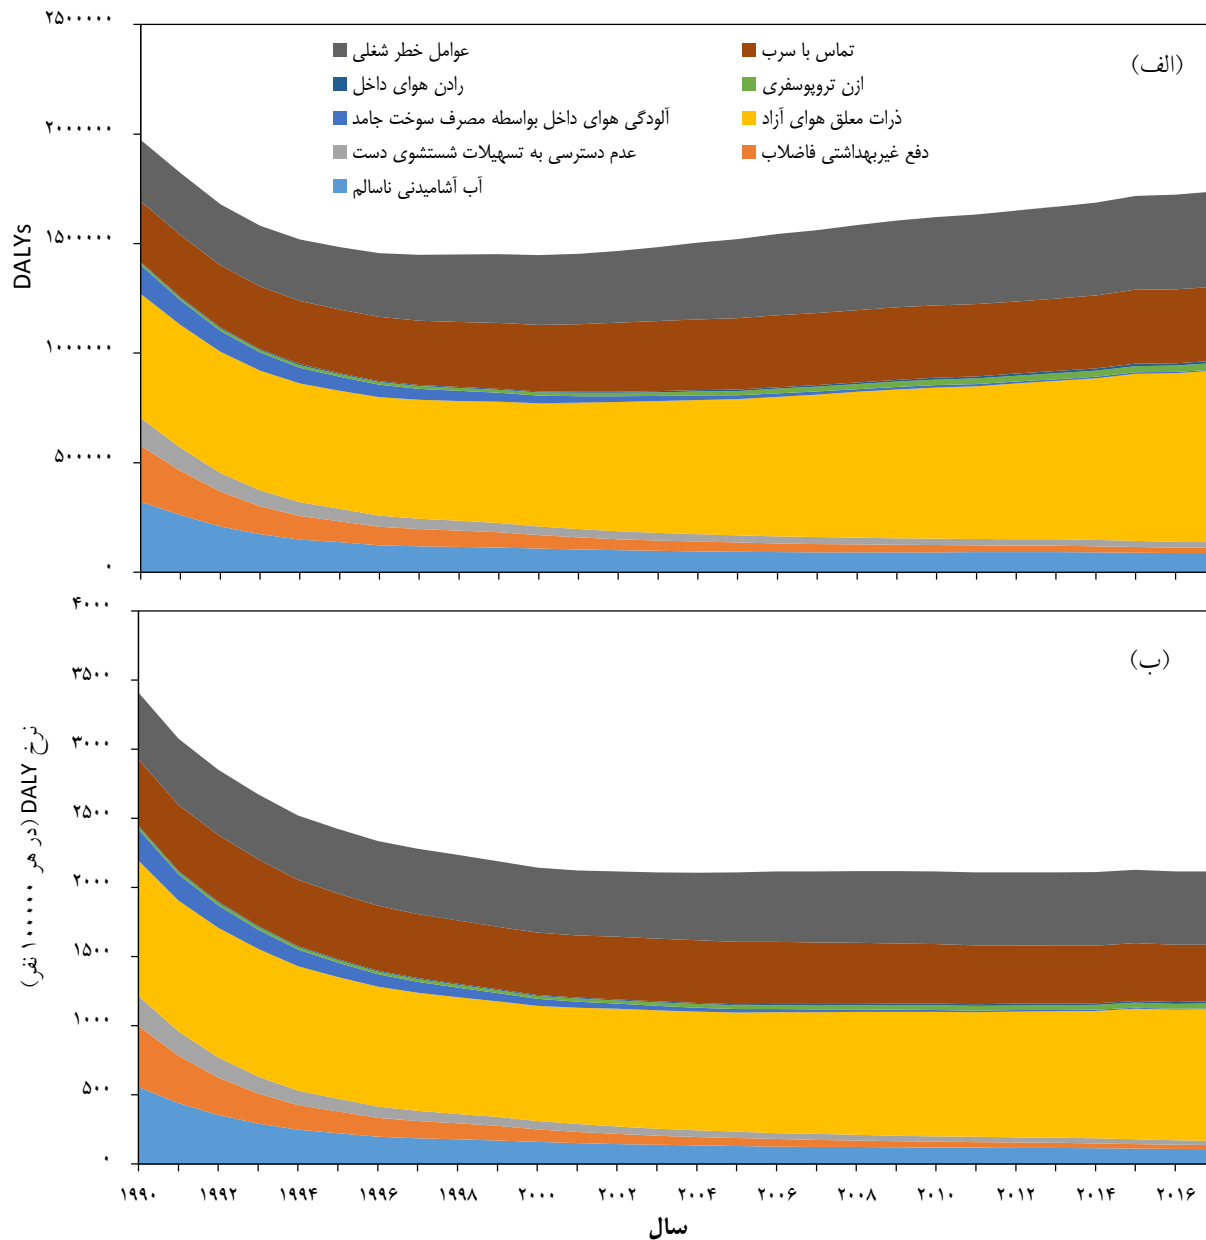 ۲۵۰۰۰۰۰
۲۰۰۰۰۰۰
۱۵۰۰۰۰۰
۱۰۰۰۰۰۰
۵۰۰۰۰۰
۰
DALYs
(الف)
تماس با سرب
عوامل خطر شغلی
ازن تروپوسفری
رادن هوای داخل
ذرات معلق هوای آزاد
آلودگی هوای داخل بواسطه مصرف سوخت جامد
دفع غیربهداشتی فاضلاب
عدم دسترسی به تسهیلات شستشوی دست
آب آشامیدنی ناسالم
۴۰۰۰
۳۵۰۰
۳۰۰۰
۲۵۰۰
۲۰۰۰
۱۵۰۰
۱۰۰۰
۵۰۰
۰
نرخ DALY (در هر ۱۰۰۰۰۰ نفر)
(ب)
۱۹۹۰ ۱۹۹۲ ۱۹۹۴ ۱۹۹۶ ۱۹۹۸ ۲۰۰۰ ۲۰۰۲ ۲۰۰۴ ۲۰۰۶ ۲۰۰۸ ۲۰۱۰ ۲۰۱۲ ۲۰۱۴ ۲۰۱۶
سال